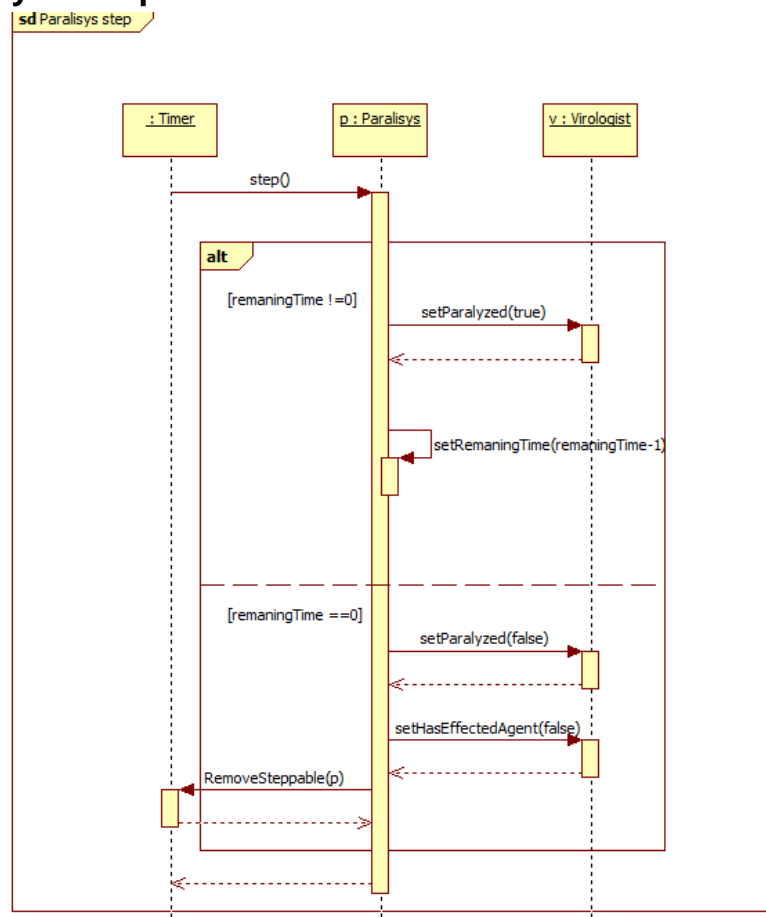 sd Paralisys step
: Timer
p : Paralisys
v : Virologist
step()
alt
[remaningTime !=0]
setParalyzed(true)
setRemaningTime(remaningTime-1)
[remaningTime ==0]
setParalyzed(false)
setHasEffectedAgent(false)
RemoveSteppable(p)